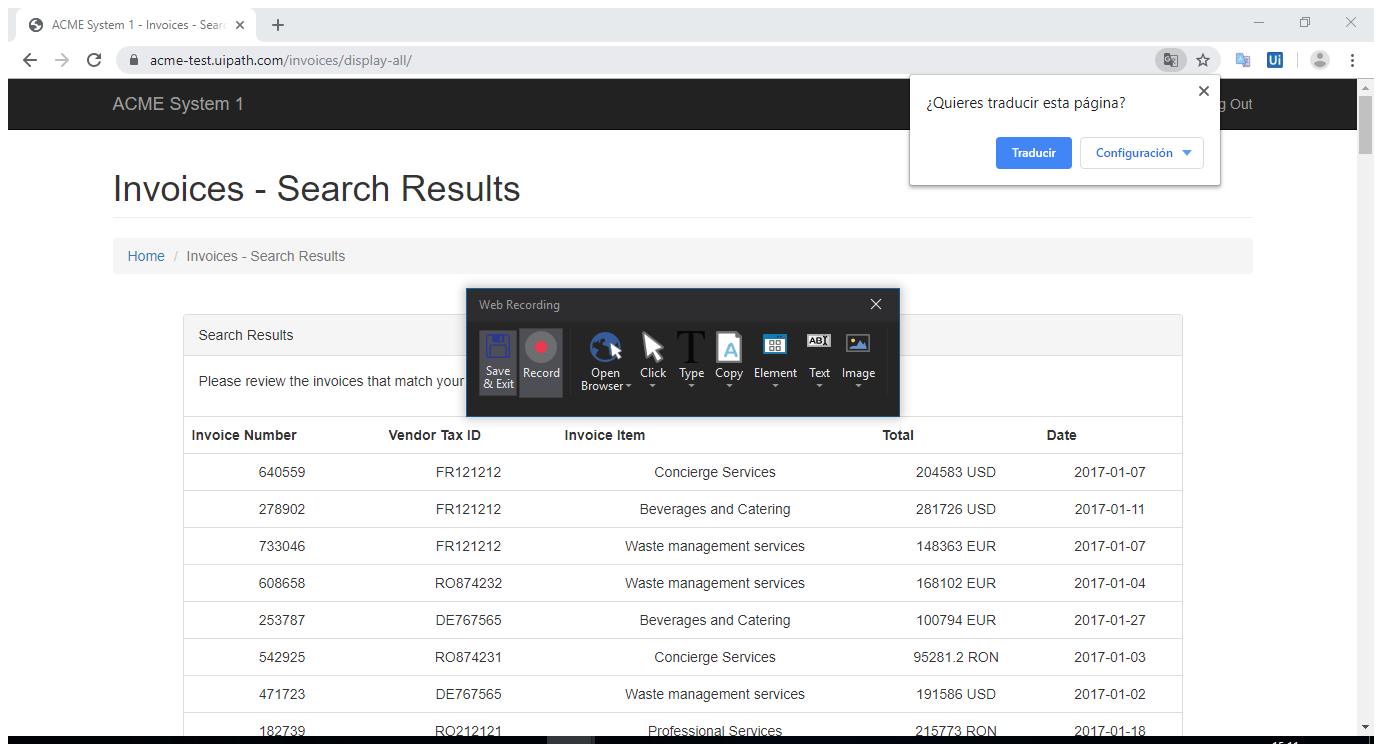 ACME System 1 - Invoices - Sear
acme-test.uipath.com/invoices/display-all/
Ui
ACME System 1
g Out
¿Quieres traducir esta página?
Traducir
Configuración
Invoices - Search Results
Home / Invoices - Search Results
Web Recording
Save & Exit
Record
Open Browser
Click
Type
Copy
Element
Text
Image
Search Results
Please review the invoices that match your
Invoice Number Vendor Tax ID Invoice Item Total Date
640559 FR121212 Concierge Services 204583 USD 2017-01-07
278902 FR121212 Beverages and Catering 281726 USD 2017-01-11
733046 FR121212 Waste management services 148363 EUR 2017-01-07
608658 RO874232 Waste management services 168102 EUR 2017-01-04
253787 DE767565 Beverages and Catering 100794 EUR 2017-01-27
542925 RO874231 Concierge Services 95281.2 RON 2017-01-03
471723 DE767565 Waste management services 191586 USD 2017-01-02
182739 RO212121 Professional Services 215773 RON 2017-01-18